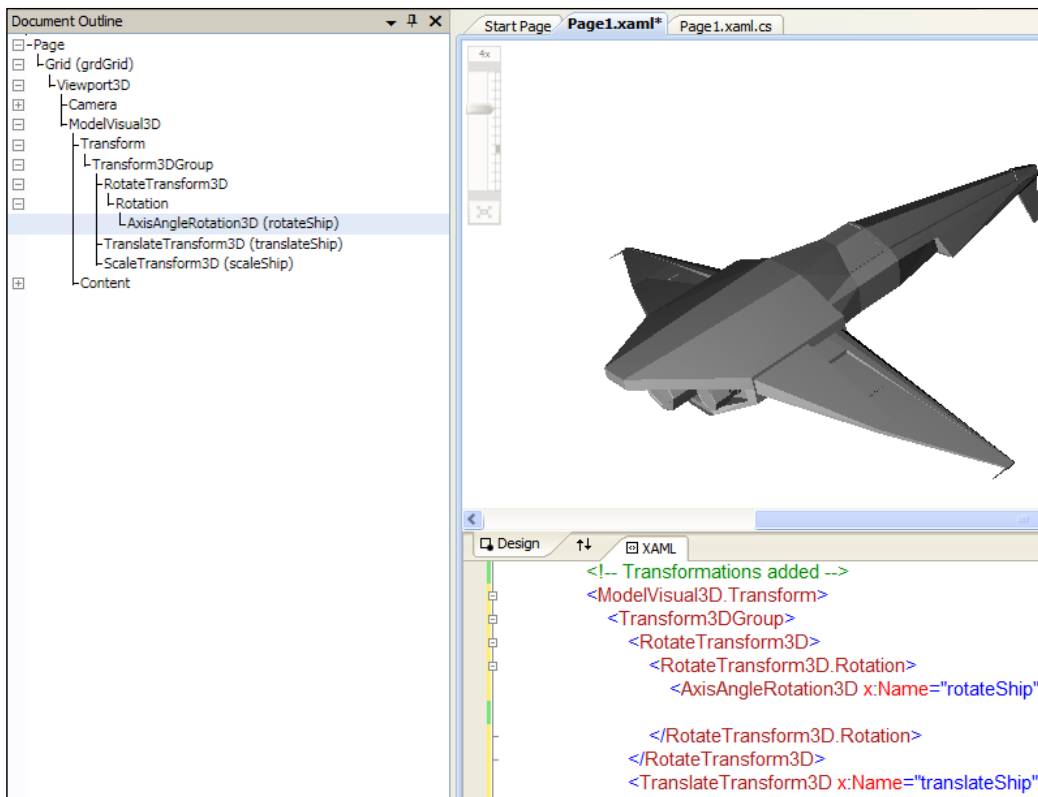 Document Outline
Page
Grid (grdGrid)
Viewport3D
Camera
ModelVisual3D
Transform
Transform3DGroup
RotateTransform3D
Rotation
AxisAngleRotation3D (rotateShip)
TranslateTransform3D (translateShip)
ScaleTransform3D (scaleShip)
Content
Start Page Page1.xaml* Page1.xaml.cs
4x
Design XAML
<!-- Transformations added -->
<ModelVisual3D.Transform>
<Transform3DGroup>
<RotateTransform3D>
<RotateTransform3D.Rotation>
<AxisAngleRotation3D x:Name="rotateShip"
</RotateTransform3D.Rotation>
</RotateTransform3D>
<TranslateTransform3D x:Name="translateShip"